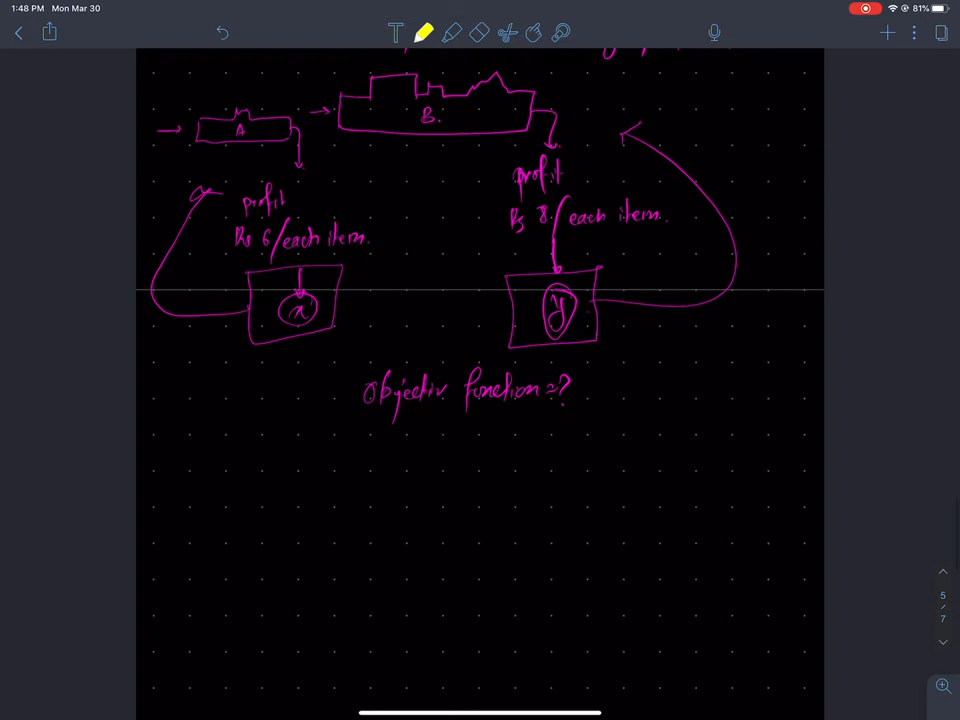 1:48 PM Mon Mar 30
81%
T
A
B.
profit
Rs 6/each item.
profit
Rs 8/each item.
x
y
Objectiv function =?
5
/
7